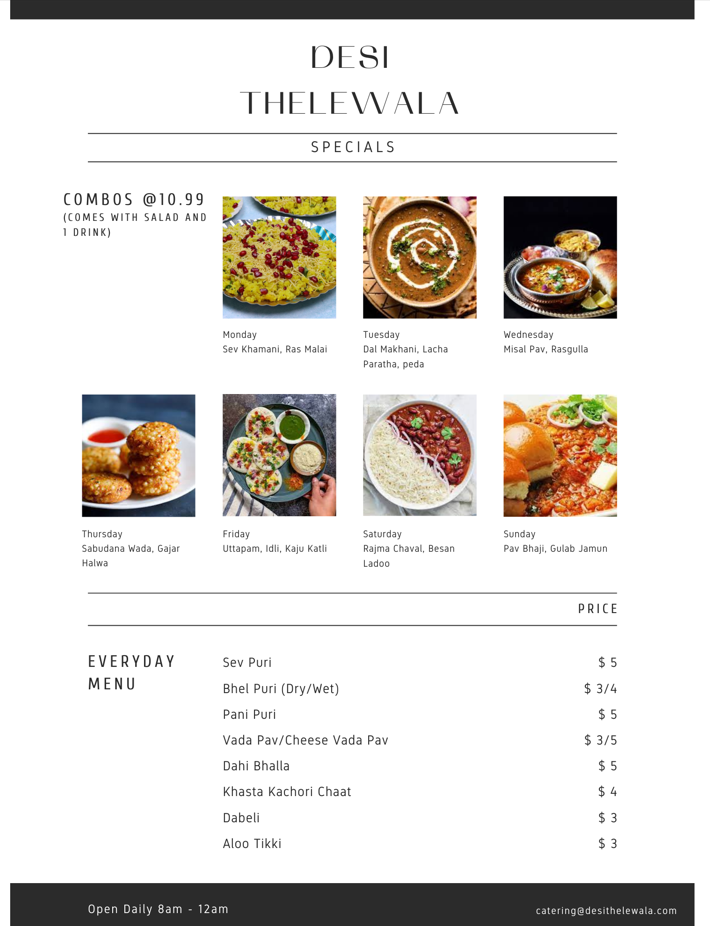 DESI
THELEWALA
SPECIALS
COMBOS @10.99
(COMES WITH SALAD AND
1 DRINK)
Monday
Sev Khamani, Ras Malai
Tuesday
Dal Makhani, Lacha
Paratha, peda
Wednesday
Misal Pav, Rasgulla
Thursday
Sabudana Wada, Gajar
Halwa
Friday
Uttapam, Idli, Kaju Katli
Saturday
Rajma Chaval, Besan
Ladoo
Sunday
Pav Bhaji, Gulab Jamun
PRICE
EVERYDAY
MENU
Sev Puri $ 5
Bhel Puri (Dry/Wet) $ 3/4
Pani Puri $ 5
Vada Pav/Cheese Vada Pav $ 3/5
Dahi Bhalla $ 5
Khasta Kachori Chaat $ 4
Dabeli $ 3
Aloo Tikki $ 3
Open Daily 8am - 12am
catering@desithelewala.com